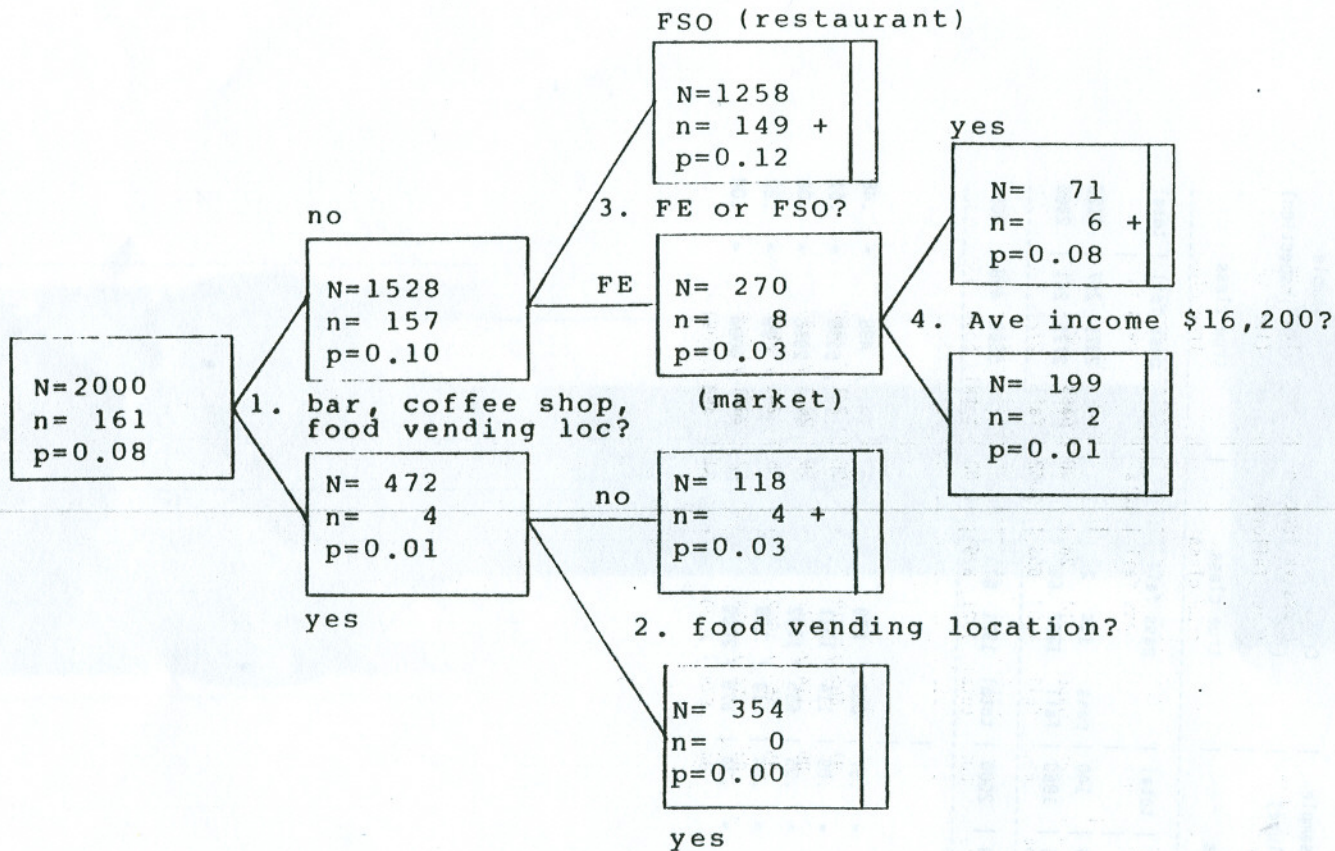 FSO (restaurant)
N=1258
n= 149 +
p=0.12
yes
N= 71
n= 6 +
p=0.08
no
3. FE or FSO?
N=1528
n= 157
p=0.10
FE
N= 270
n= 8
p=0.03
4. Ave income $16,200?
N=2000
n= 161
p=0.08
1. bar, coffee shop,
food vending loc?
(market)
N= 199
n= 2
p=0.01
N= 472
n= 4
p=0.01
no
N= 118
n= 4 +
p=0.03
yes
2. food vending location?
N= 354
n= 0
p=0.00
yes